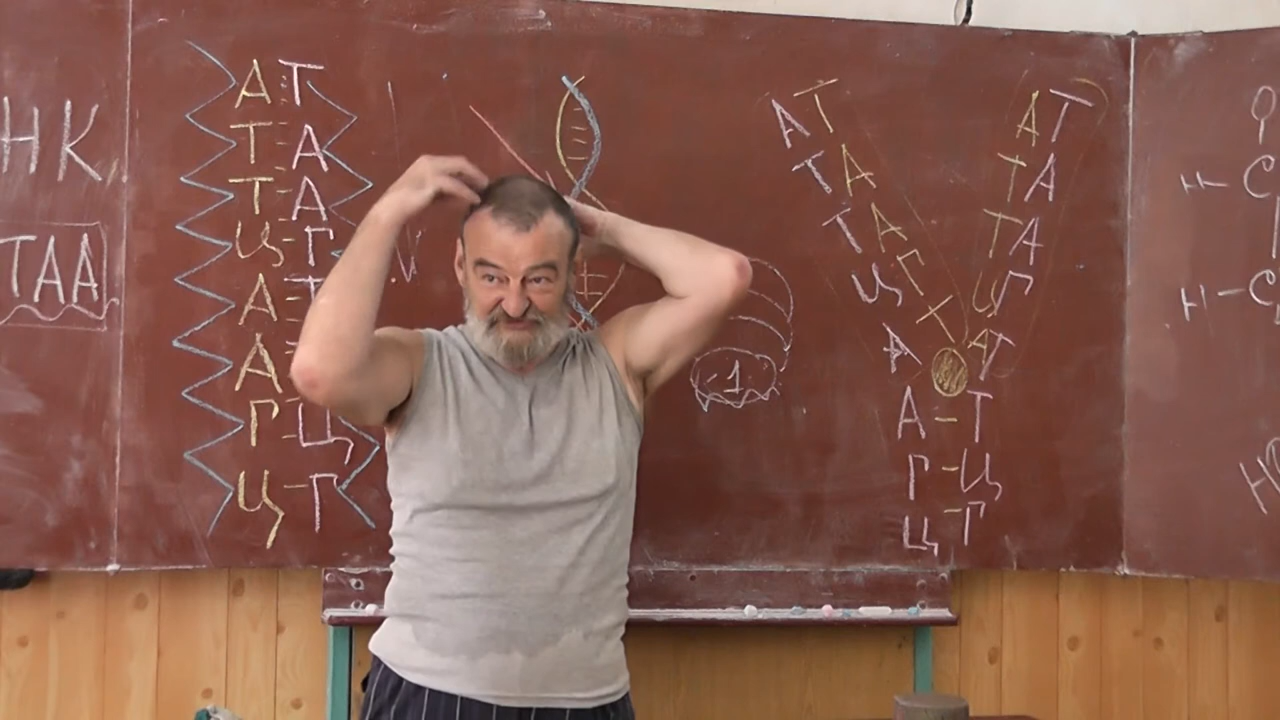 НК
ТАА
А Т
Т А
Т А
Ц Г
А Т
А
Г Ц
Ц Г
-1
А Т
Т А
Т А
Ц Г
А Т
А Т
Т А
Т А
Ц Г
А Т
А Т
Г Ц
Ц Г
О
Н-С
Н-С